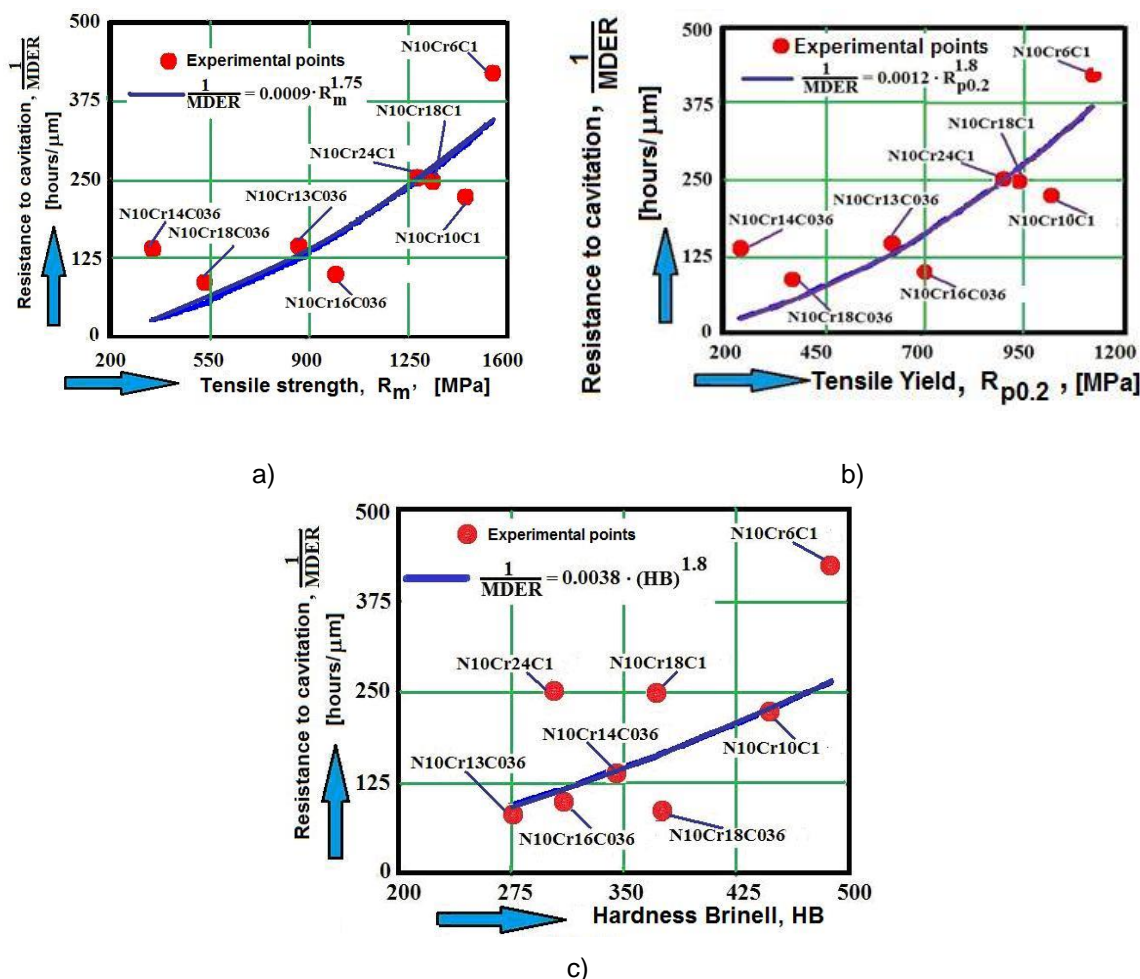 a)
500
375
250
125
0
Resistance to cavitation, 1/MDER
[hours/μm]
Experimental points
1/MDER = 0.0009·R_m^1.75
N10Cr6C1
N10Cr18C1
N10Cr24C1
N10Cr13C036
N10Cr14C036
N10Cr18C036
N10Cr10C1
N10Cr16C036
200 550 900 1250 1600
Tensile strength, R_m, [MPa]
b)
500
375
250
125
0
Resistance to cavitation, 1/MDER
[hours/μm]
Experimental points
1/MDER = 0.0012·R_p0.2^1.8
N10Cr6C1
N10Cr18C1
N10Cr24C1
N10Cr13C036
N10Cr14C036
N10Cr10C1
N10Cr16C036
N10Cr18C036
200 450 700 950 1200
Tensile Yield, R_p0.2, [MPa]
a)
b)
500
375
250
125
0
Resistance to cavitation, 1/MDER
[hours/μm]
Experimental points
1/MDER = 0.0038·(HB)^1.8
N10Cr6C1
N10Cr24C1
N10Cr18C1
N10Cr14C036
N10Cr13C036
N10Cr10C1
N10Cr16C036
N10Cr18C036
200 275 350 425 500
Hardness Brinell, HB
c)